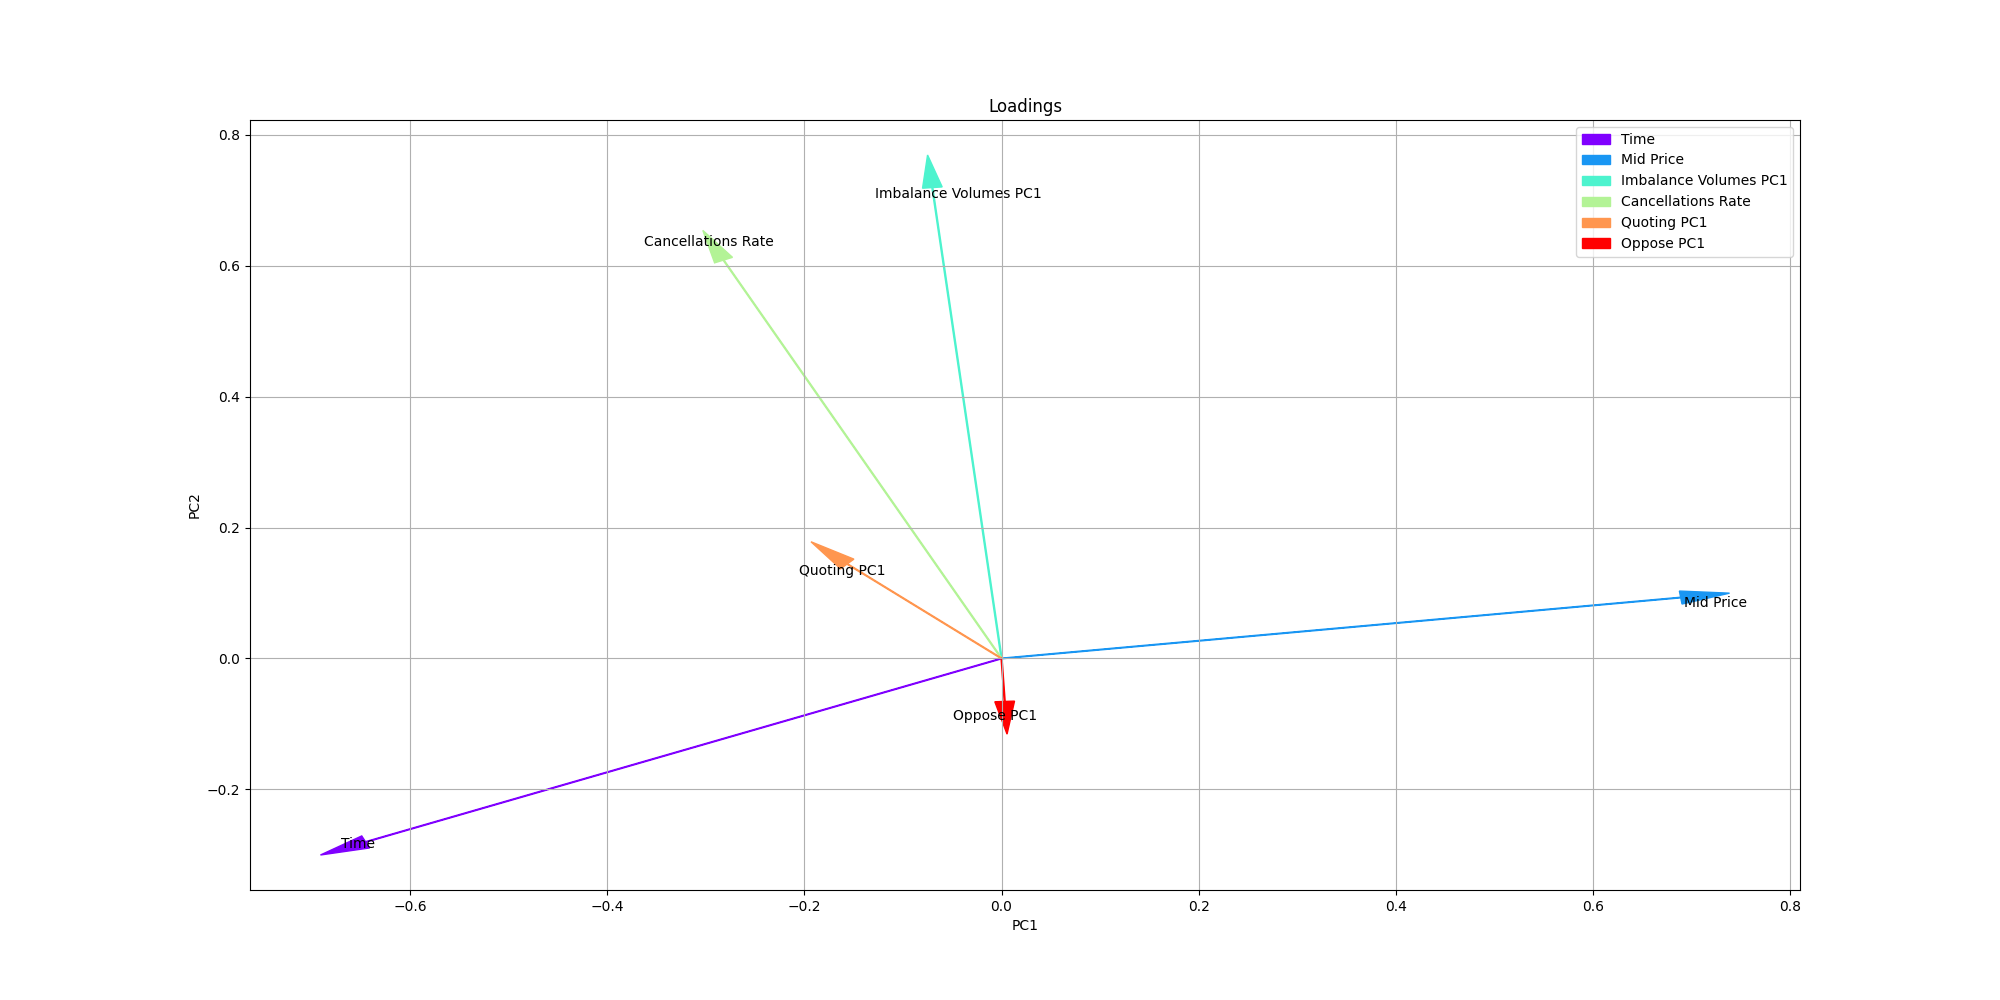 Loadings
0.8
0.6
0.4
0.2
0.0
−0.2
PC2
Time
Mid Price
Imbalance Volumes PC1
Cancellations Rate
Quoting PC1
Oppose PC1
Imbalance Volumes PC1
Cancellations Rate
Quoting PC1
Mid Price
Oppose PC1
Time
−0.6 −0.4 −0.2 0.0 0.2 0.4 0.6 0.8
PC1